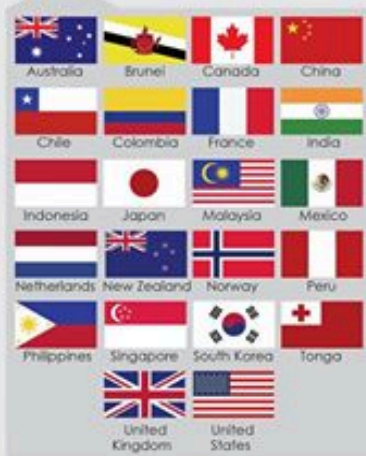 Australia Brunei Canada China
Chile Colombia France India
Indonesia Japan Malaysia Mexico
Netherlands New Zealand Norway Peru
Philippines Singapore South Korea Tonga
United Kingdom United States